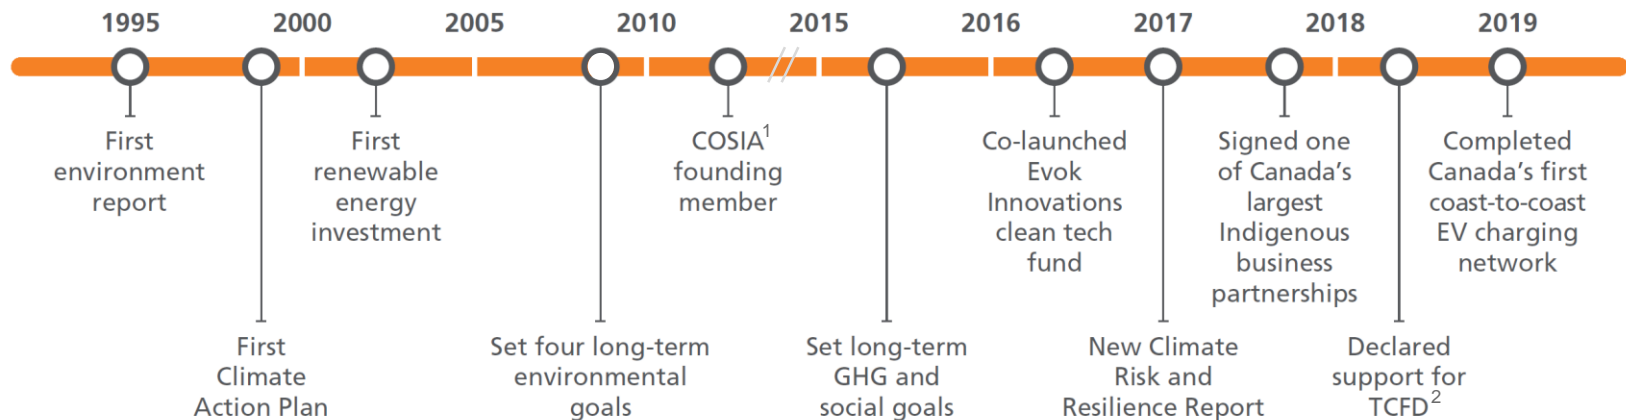 1995 2000 2005 2010 2015 2016 2017 2018 2019
First
environment
report
First
Climate
Action Plan
First
renewable
energy
investment
Set four long-term
environmental
goals
COSIA¹
founding
member
Set long-term
GHG and
social goals
Co-launched
Evok
Innovations
clean tech
fund
New Climate
Risk and
Resilience Report
Signed one
of Canada’s
largest
Indigenous
business
partnerships
Declared
support for
TCFD²
Completed
Canada’s first
coast-to-coast
EV charging
network